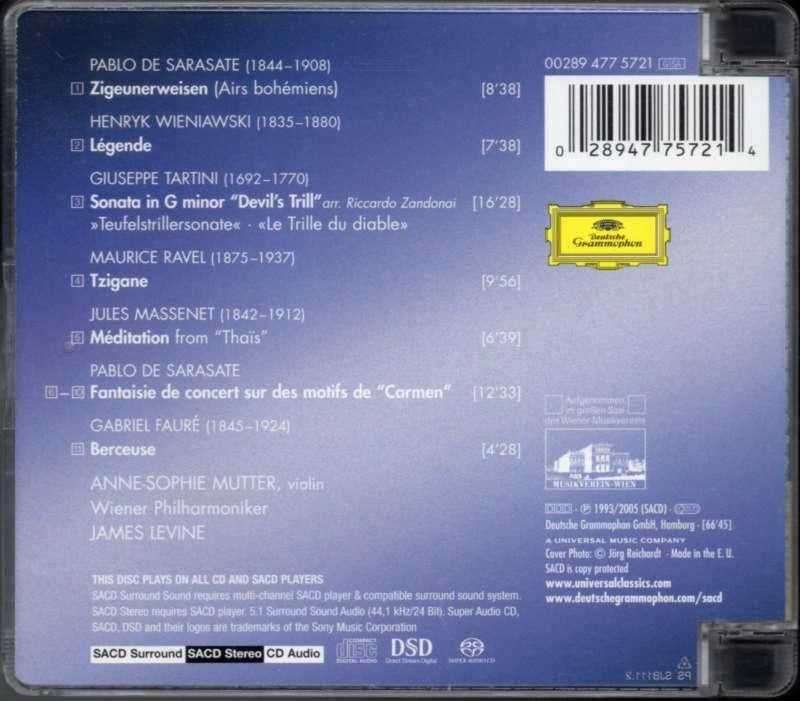 PABLO DE SARASATE (1844–1908)
1 Zigeunerweisen (Airs bohémiens) [8'38]
HENRYK WIENIAWSKI (1835–1880)
2 Légende [7'38]
GIUSEPPE TARTINI (1692–1770)
3 Sonata in G minor “Devil's Trill” arr. Riccardo Zandonai [16'28]
»Teufelstrillersonate« · «Le Trille du diable»
MAURICE RAVEL (1875–1937)
4 Tzigane [9'56]
JULES MASSENET (1842–1912)
5 Méditation from “Thaïs” [6'39]
PABLO DE SARASATE
6–10 Fantaisie de concert sur des motifs de “Carmen” [12'33]
GABRIEL FAURÉ (1845–1924)
11 Berceuse [4'28]
ANNE-SOPHIE MUTTER, violin
Wiener Philharmoniker
JAMES LEVINE
THIS DISC PLAYS ON ALL CD AND SACD PLAYERS
SACD Surround Sound requires multi-channel SACD player & compatible surround sound system.
SACD Stereo requires SACD player. 5.1 Surround Sound Audio (44,1 kHz/24 Bit). Super Audio CD,
SACD, DSD and their logos are trademarks of the Sony Music Corporation
SACD Surround SACD Stereo CD Audio
COMPACT
disc
DIGITAL AUDIO
DSD
Direct Stream Digital
SUPER AUDIO CD
00289 477 5721 GSA
0 28947 75721 4
Deutsche
Grammophon
Aufgenommen
im großen Saal
des Wiener Musikvereins
MUSIKVEREIN·WIEN
DDD · ℗ 1993/2005 (SACD) ·
Deutsche Grammophon GmbH, Hamburg · [66'45]
A UNIVERSAL MUSIC COMPANY
Cover Photo: © Jörg Reichardt · Made in the E. U.
SACD is copy protected
www.universalclassics.com
www.deutschegrammophon.com/sacd